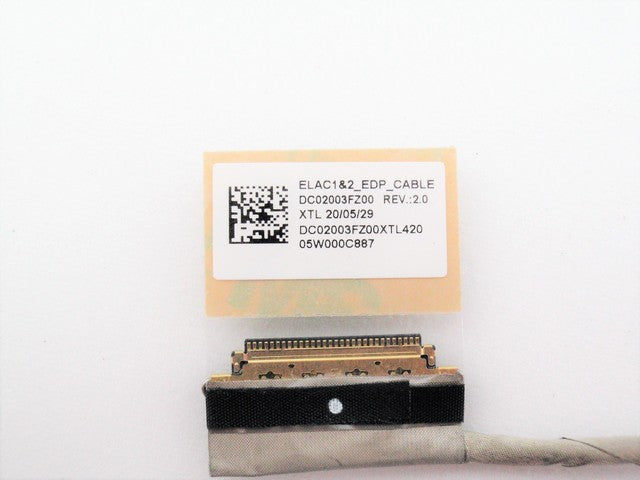 ELAC1&2_EDP_CABLE
DC02003FZ00 REV.:2.0
XTL 20/05/29
DC02003FZ00XTL420
05W000C887